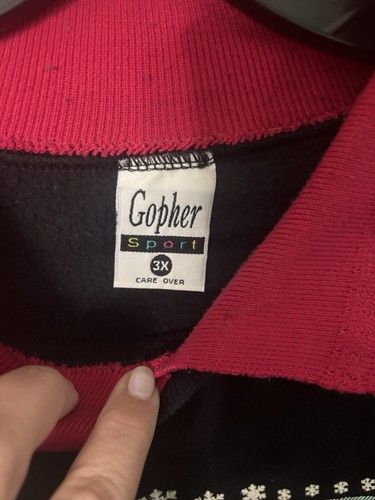 Gopher
Sport
3X
CARE OVER